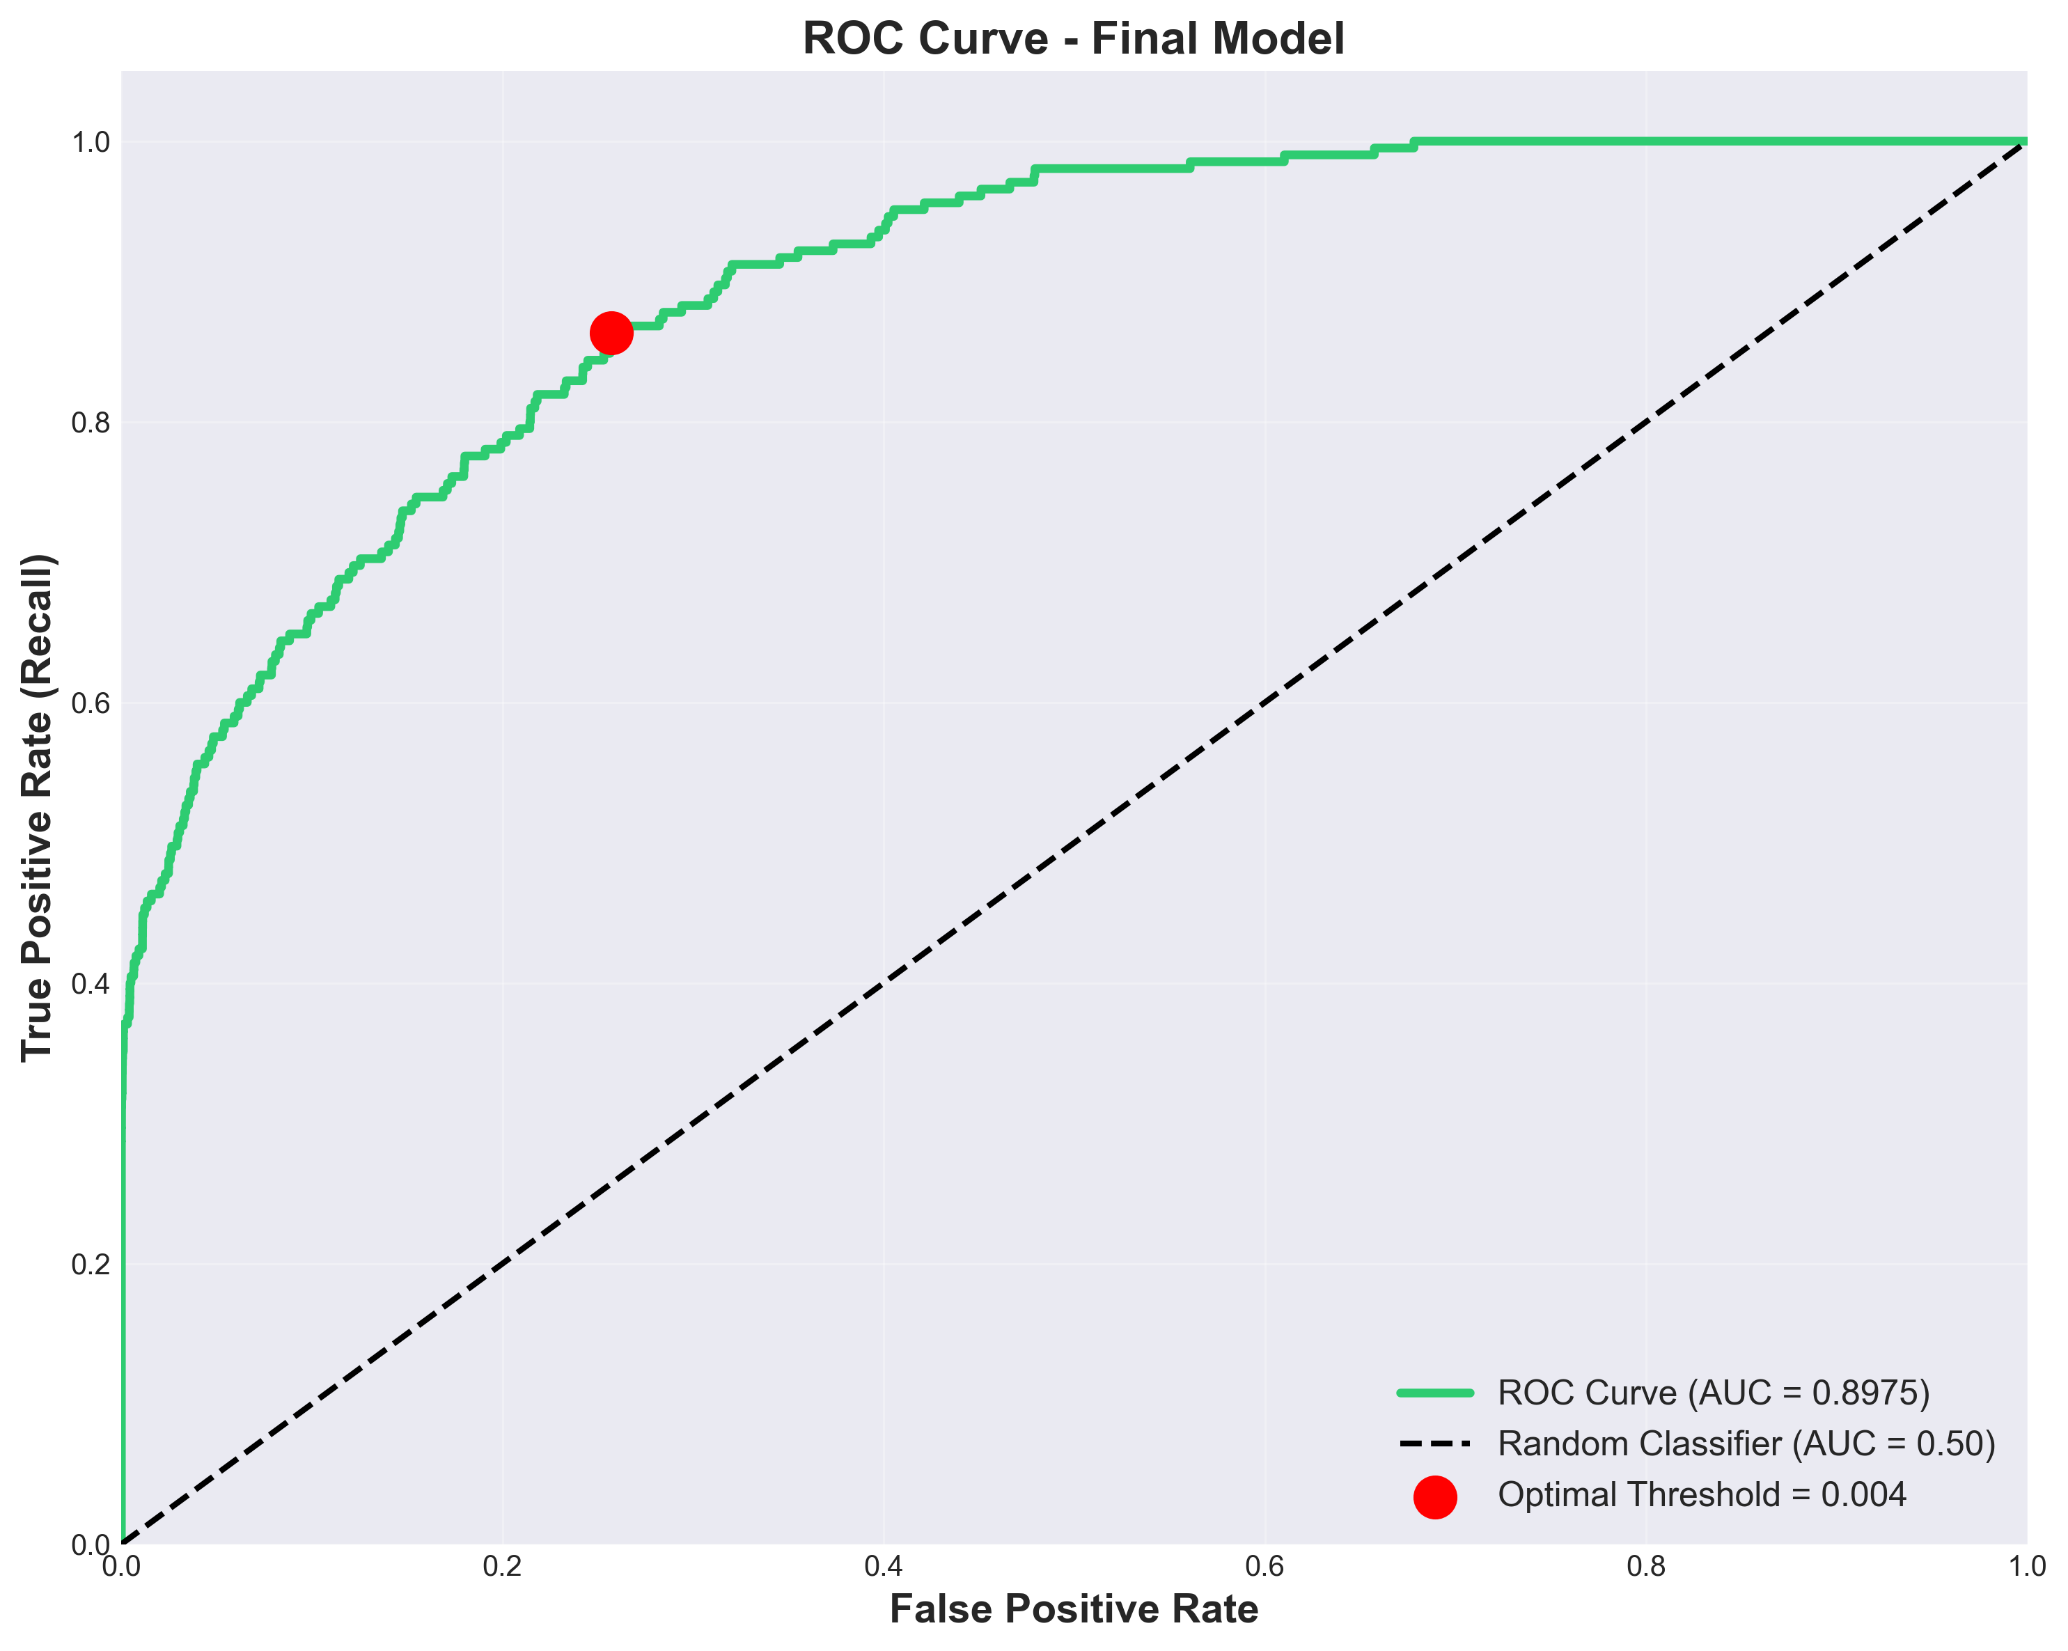 ROC Curve - Final Model
True Positive Rate (Recall)
1.0
0.8
0.6
0.4
0.2
0.0
0.0 0.2 0.4 0.6 0.8 1.0
False Positive Rate
ROC Curve (AUC = 0.8975)
Random Classifier (AUC = 0.50)
Optimal Threshold = 0.004